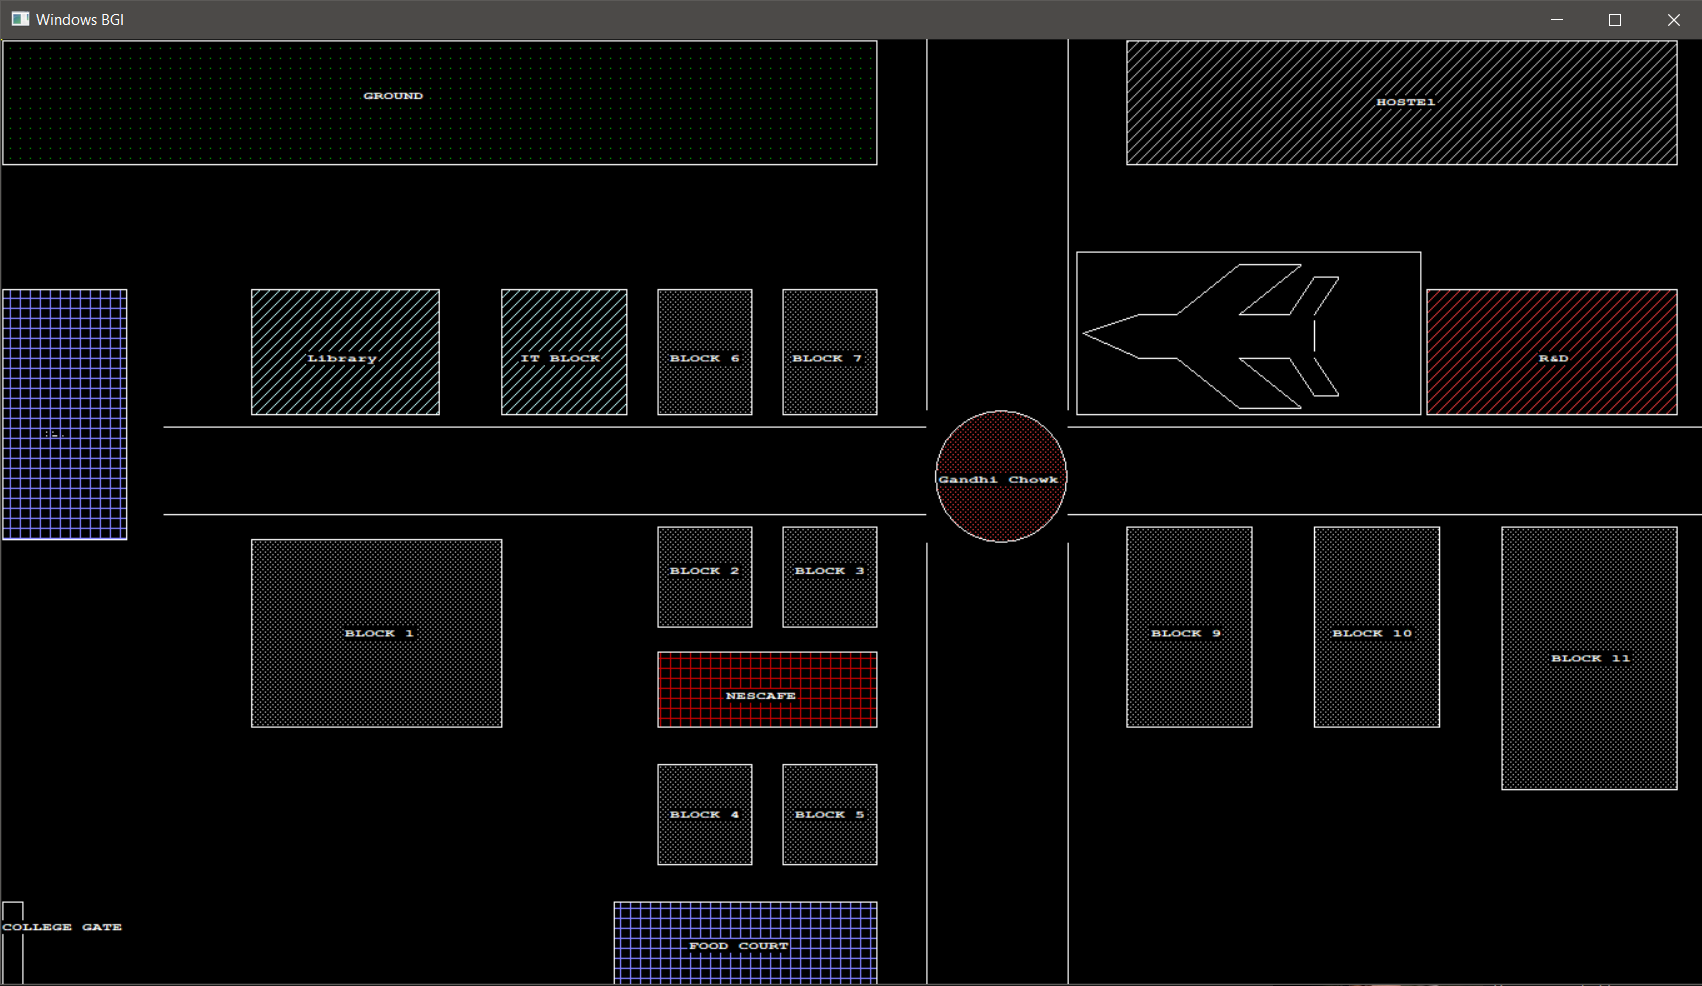 Windows BGI
GROUND
HOSTEl
Library
IT BLOCK
BLOCK 6
BLOCK 7
R&D
Gandhi Chowk
BLOCK 2
BLOCK 3
BLOCK 1
BLOCK 9
BLOCK 10
BLOCK 11
NESCAFE
BLOCK 4
BLOCK 5
COLLEGE GATE
FOOD COURT